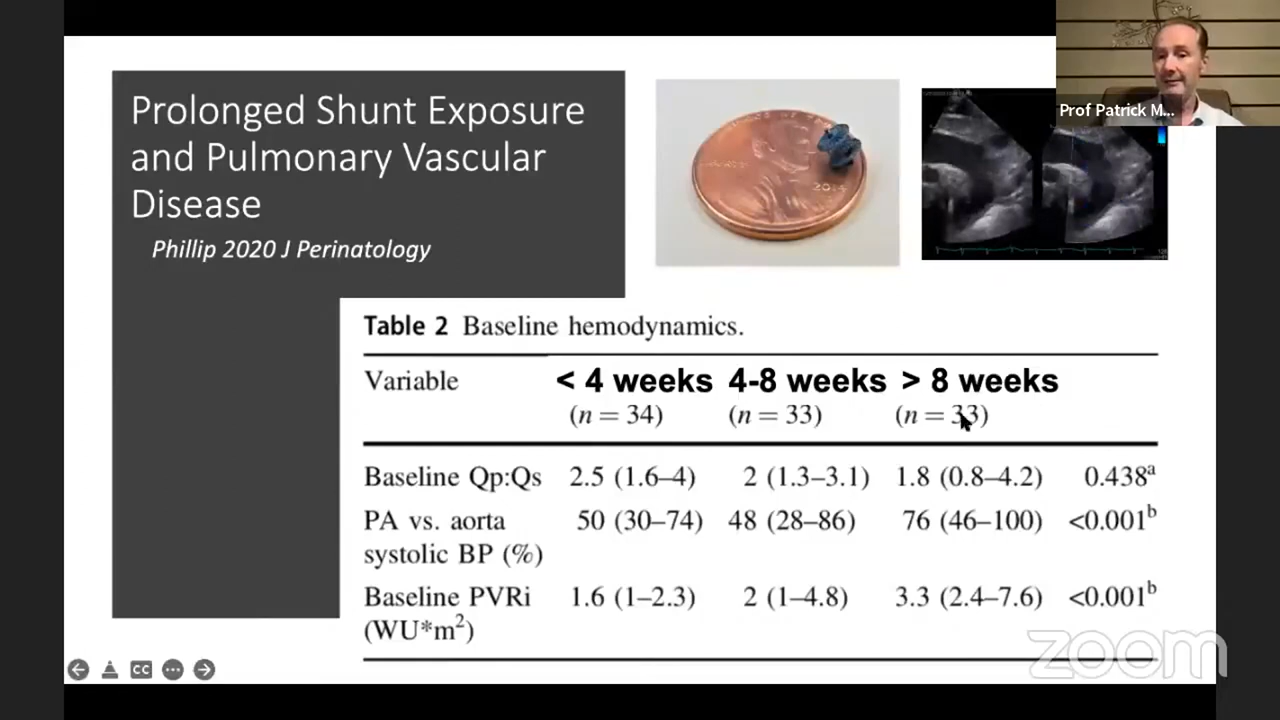 Prolonged Shunt Exposure
and Pulmonary Vascular
Disease
Phillip 2020 J Perinatology
2014
Prof Patrick M...
Table 2 Baseline hemodynamics.
Variable < 4 weeks 4-8 weeks > 8 weeks
(n = 34) (n = 33) (n = 33)
Baseline Qp:Qs 2.5 (1.6–4) 2 (1.3–3.1) 1.8 (0.8–4.2) 0.438a
PA vs. aorta 50 (30–74) 48 (28–86) 76 (46–100) <0.001b
systolic BP (%)
Baseline PVRi 1.6 (1–2.3) 2 (1–4.8) 3.3 (2.4–7.6) <0.001b
(WU*m2)
CC
zoom